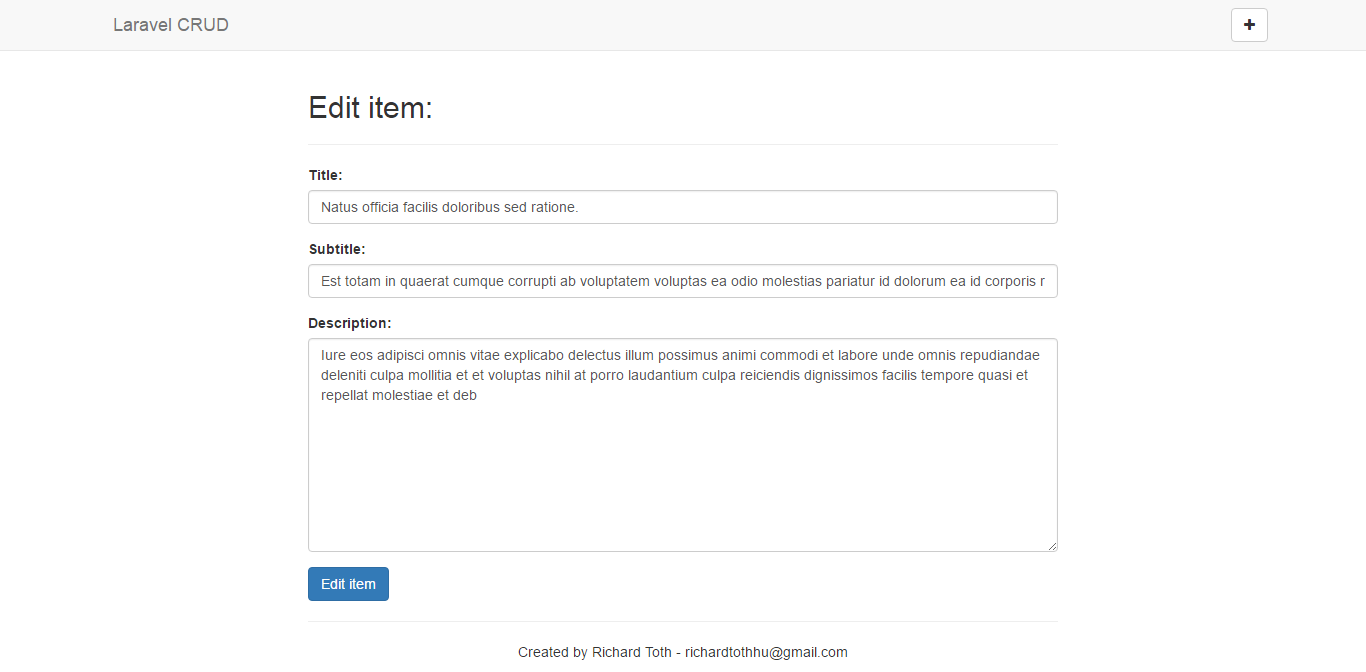 Laravel CRUD
Edit item:
Title:
Natus officia facilis doloribus sed ratione.
Subtitle:
Est totam in quaerat cumque corrupti ab voluptatem voluptas ea odio molestias pariatur id dolorum ea id corporis r
Description:
Iure eos adipisci omnis vitae explicabo delectus illum possimus animi commodi et labore unde omnis repudiandae
deleniti culpa mollitia et et voluptas nihil at porro laudantium culpa reiciendis dignissimos facilis tempore quasi et
repellat molestiae et deb
Edit item
Created by Richard Toth - richardtothhu@gmail.com